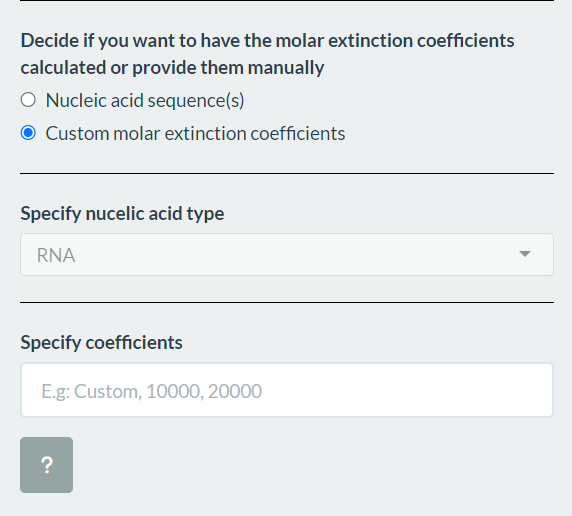 Decide if you want to have the molar extinction coefficients
calculated or provide them manually
Nucleic acid sequence(s)
Custom molar extinction coefficients
Specify nucelic acid type
RNA
Specify coefficients
E.g: Custom, 10000, 20000
?